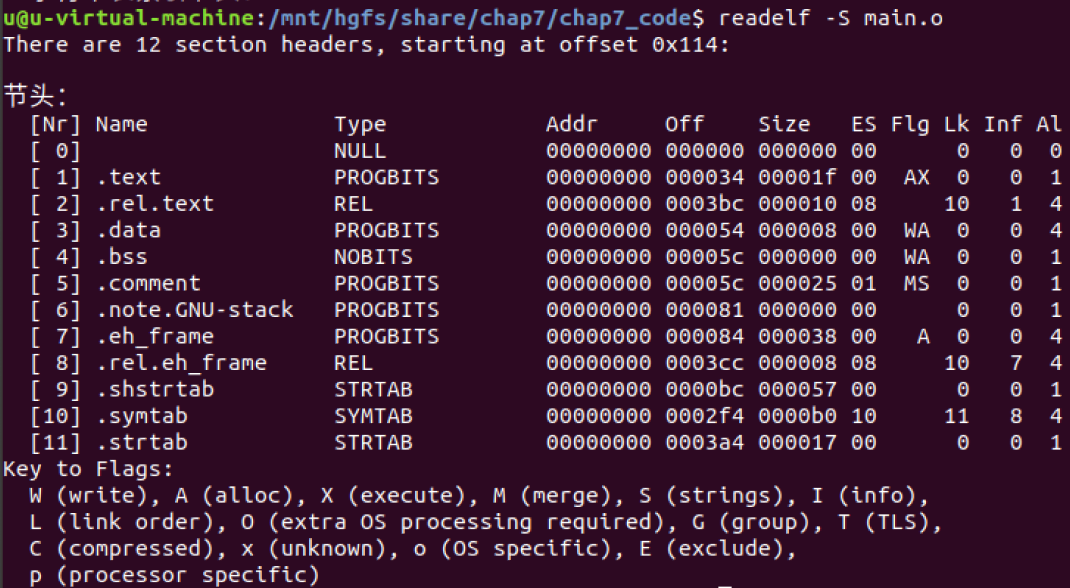 u@u-virtual-machine:/mnt/hgfs/share/chap7/chap7_code$ readelf -S main.o
There are 12 section headers, starting at offset 0x114:
节头:
[Nr] Name Type Addr Off Size ES Flg Lk Inf Al
[ 0] NULL 00000000 000000 000000 00 0 0 0
[ 1] .text PROGBITS 00000000 000034 00001f 00 AX 0 0 1
[ 2] .rel.text REL 00000000 0003bc 000010 08 10 1 4
[ 3] .data PROGBITS 00000000 000054 000008 00 WA 0 0 4
[ 4] .bss NOBITS 00000000 00005c 000000 00 WA 0 0 1
[ 5] .comment PROGBITS 00000000 00005c 000025 01 MS 0 0 1
[ 6] .note.GNU-stack PROGBITS 00000000 000081 000000 00 0 0 1
[ 7] .eh_frame PROGBITS 00000000 000084 000038 00 A 0 0 4
[ 8] .rel.eh_frame REL 00000000 0003cc 000008 08 10 7 4
[ 9] .shstrtab STRTAB 00000000 0000bc 000057 00 0 0 1
[10] .symtab SYMTAB 00000000 0002f4 0000b0 10 11 8 4
[11] .strtab STRTAB 00000000 0003a4 000017 00 0 0 1
Key to Flags:
W (write), A (alloc), X (execute), M (merge), S (strings), I (info),
L (link order), O (extra OS processing required), G (group), T (TLS),
C (compressed), x (unknown), o (OS specific), E (exclude),
p (processor specific)